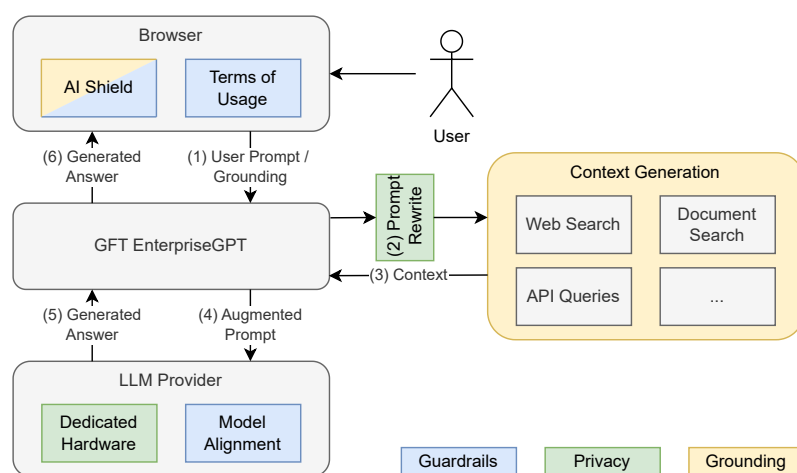 Browser
AI Shield
Terms of
Usage
User
(6) Generated
Answer
(1) User Prompt /
Grounding
GFT EnterpriseGPT
(2) Prompt
Rewrite
(3) Context
Context Generation
Web Search
Document
Search
API Queries
...
(5) Generated
Answer
(4) Augmented
Prompt
LLM Provider
Dedicated
Hardware
Model
Alignment
Guardrails
Privacy
Grounding